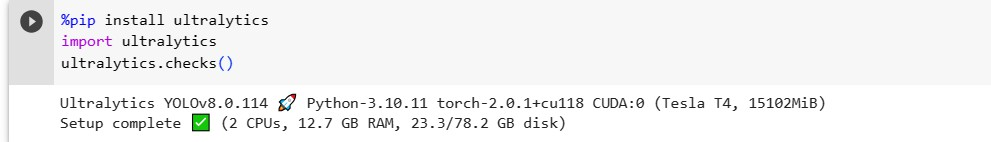 %pip install ultralytics
import ultralytics
ultralytics.checks()
Ultralytics YOLOv8.0.114 🚀 Python-3.10.11 torch-2.0.1+cu118 CUDA:0 (Tesla T4, 15102MiB)
Setup complete ✅ (2 CPUs, 12.7 GB RAM, 23.3/78.2 GB disk)